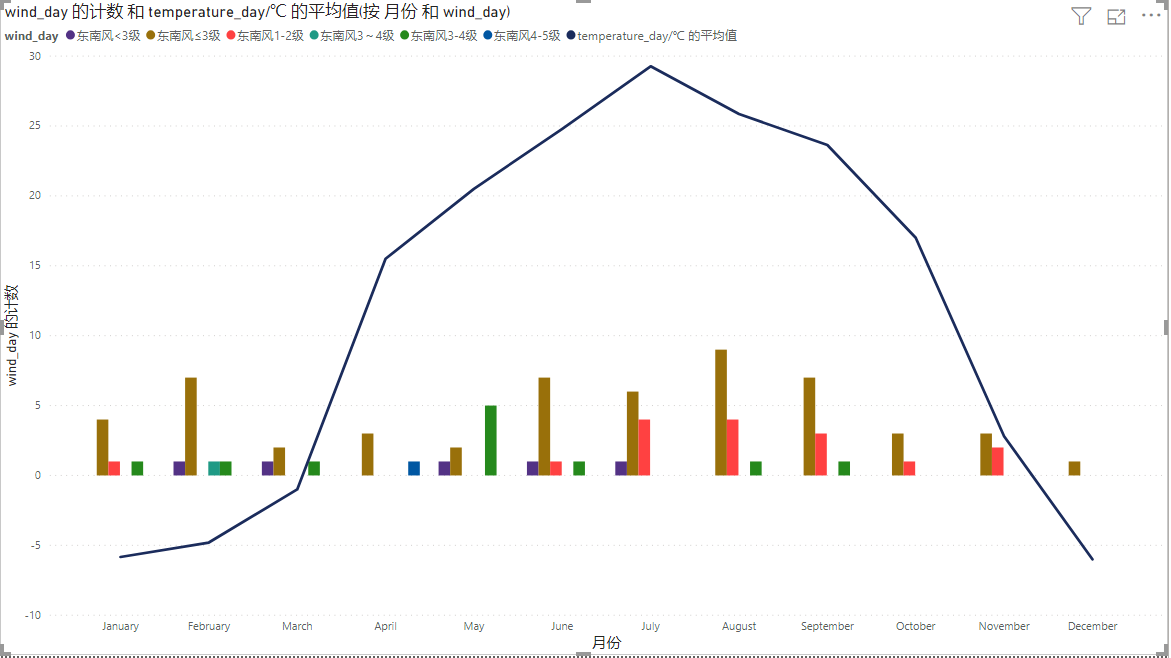 wind_day 的计数 和 temperature_day/℃ 的平均值(按 月份 和 wind_day)
wind_day 东南风<3级 东南风≤3级 东南风1-2级 东南风3～4级 东南风3-4级 东南风4-5级 temperature_day/℃ 的平均值
wind_day 的计数
30
25
20
15
10
5
0
-5
-10
January February March April May June July August September October November December
月份